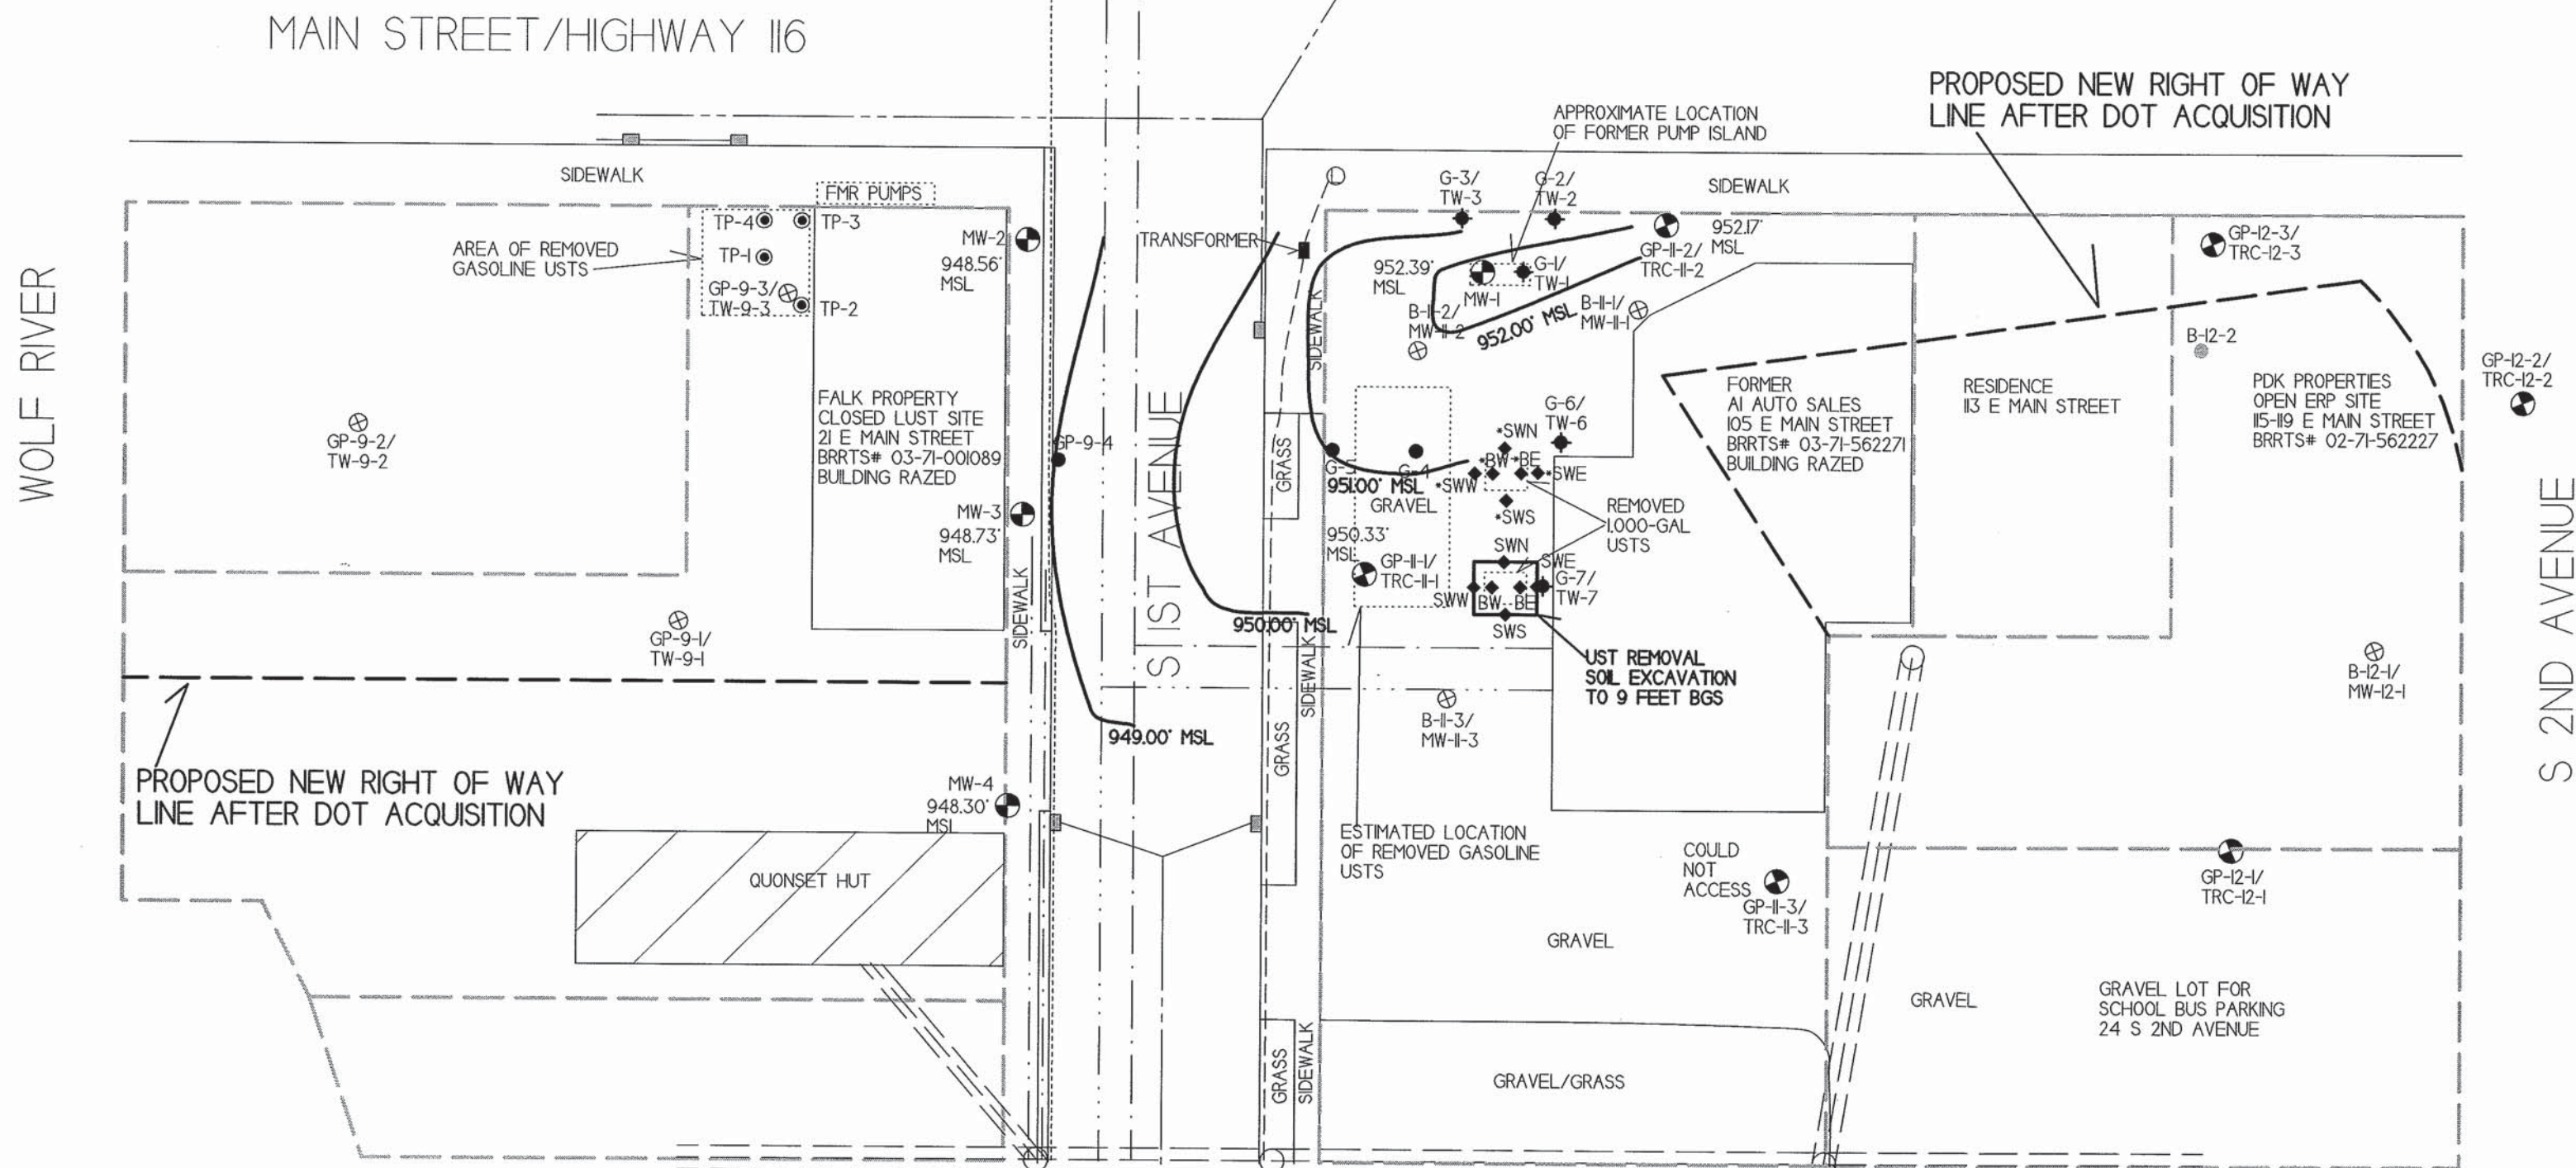 MAIN STREET/HIGHWAY 116
PROPOSED NEW RIGHT OF WAY
LINE AFTER DOT ACQUISITION
APPROXIMATE LOCATION
OF FORMER PUMP ISLAND
SIDEWALK
FMR PUMPS
TP-4
TP-3
TP-1
GP-9-3/
TW-9-3
TP-2
AREA OF REMOVED
GASOLINE USTS
MW-2
948.56'
MSL
TRANSFORMER
G-3/
TW-3
G-2/
TW-2
SIDEWALK
952.17'
MSL
GP-11-2/
TRC-11-2
952.39'
MSL
G-1/
TW-1
MW-1
B-11-2/
MW-11-2
952.00' MSL
B-11-1/
MW-11-1
GP-12-3/
TRC-12-3
B-12-2
GP-12-2/
TRC-12-2
WOLF RIVER
GP-9-2/
TW-9-2
FALK PROPERTY
CLOSED LUST SITE
21 E MAIN STREET
BRRTS# 03-71-001089
BUILDING RAZED
GP-9-4
S 1ST AVENUE
SIDEWALK
GRASS
FORMER
A1 AUTO SALES
105 E MAIN STREET
BRRTS# 03-71-562271
BUILDING RAZED
RESIDENCE
113 E MAIN STREET
PDK PROPERTIES
OPEN ERP SITE
115-119 E MAIN STREET
BRRTS# 02-71-562227
G-6/
TW-6
*SWN
*BW
*BE
*SWE
G-4
951.00' MSL
*SWW
GRAVEL
*SWS
REMOVED
1,000-GAL
USTS
MW-3
948.73'
MSL
950.33'
MSL
GP-11-1/
TRC-11-1
SWN
SWE
G-7/
TW-7
SWW
BW
BE
SWS
SIDEWALK
950.00' MSL
UST REMOVAL
SOIL EXCAVATION
TO 9 FEET BGS
S 2ND AVENUE
GP-9-1/
TW-9-1
SIDEWALK
B-12-1/
MW-12-1
B-11-3/
MW-11-3
949.00' MSL
GRASS
PROPOSED NEW RIGHT OF WAY
LINE AFTER DOT ACQUISITION
MW-4
948.30'
MSL
ESTIMATED LOCATION
OF REMOVED GASOLINE
USTS
COULD
NOT
ACCESS
GP-11-3/
TRC-11-3
GP-12-1/
TRC-12-1
QUONSET HUT
GRAVEL
GRAVEL
GRAVEL LOT FOR
SCHOOL BUS PARKING
24 S 2ND AVENUE
GRASS
SIDEWALK
GRAVEL/GRASS